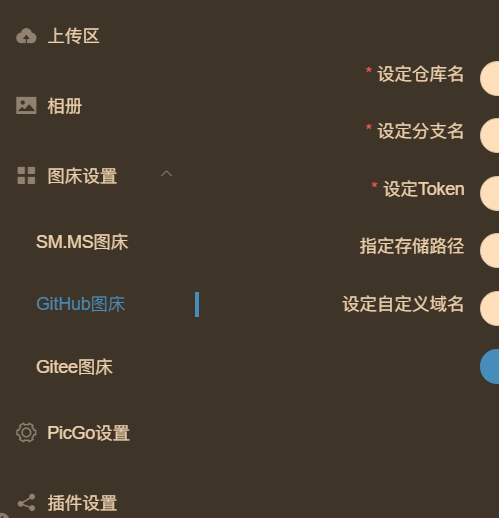 上传区
相册
图床设置
SM.MS图床
GitHub图床
Gitee图床
PicGo设置
插件设置
* 设定仓库名
* 设定分支名
* 设定Token
指定存储路径
设定自定义域名